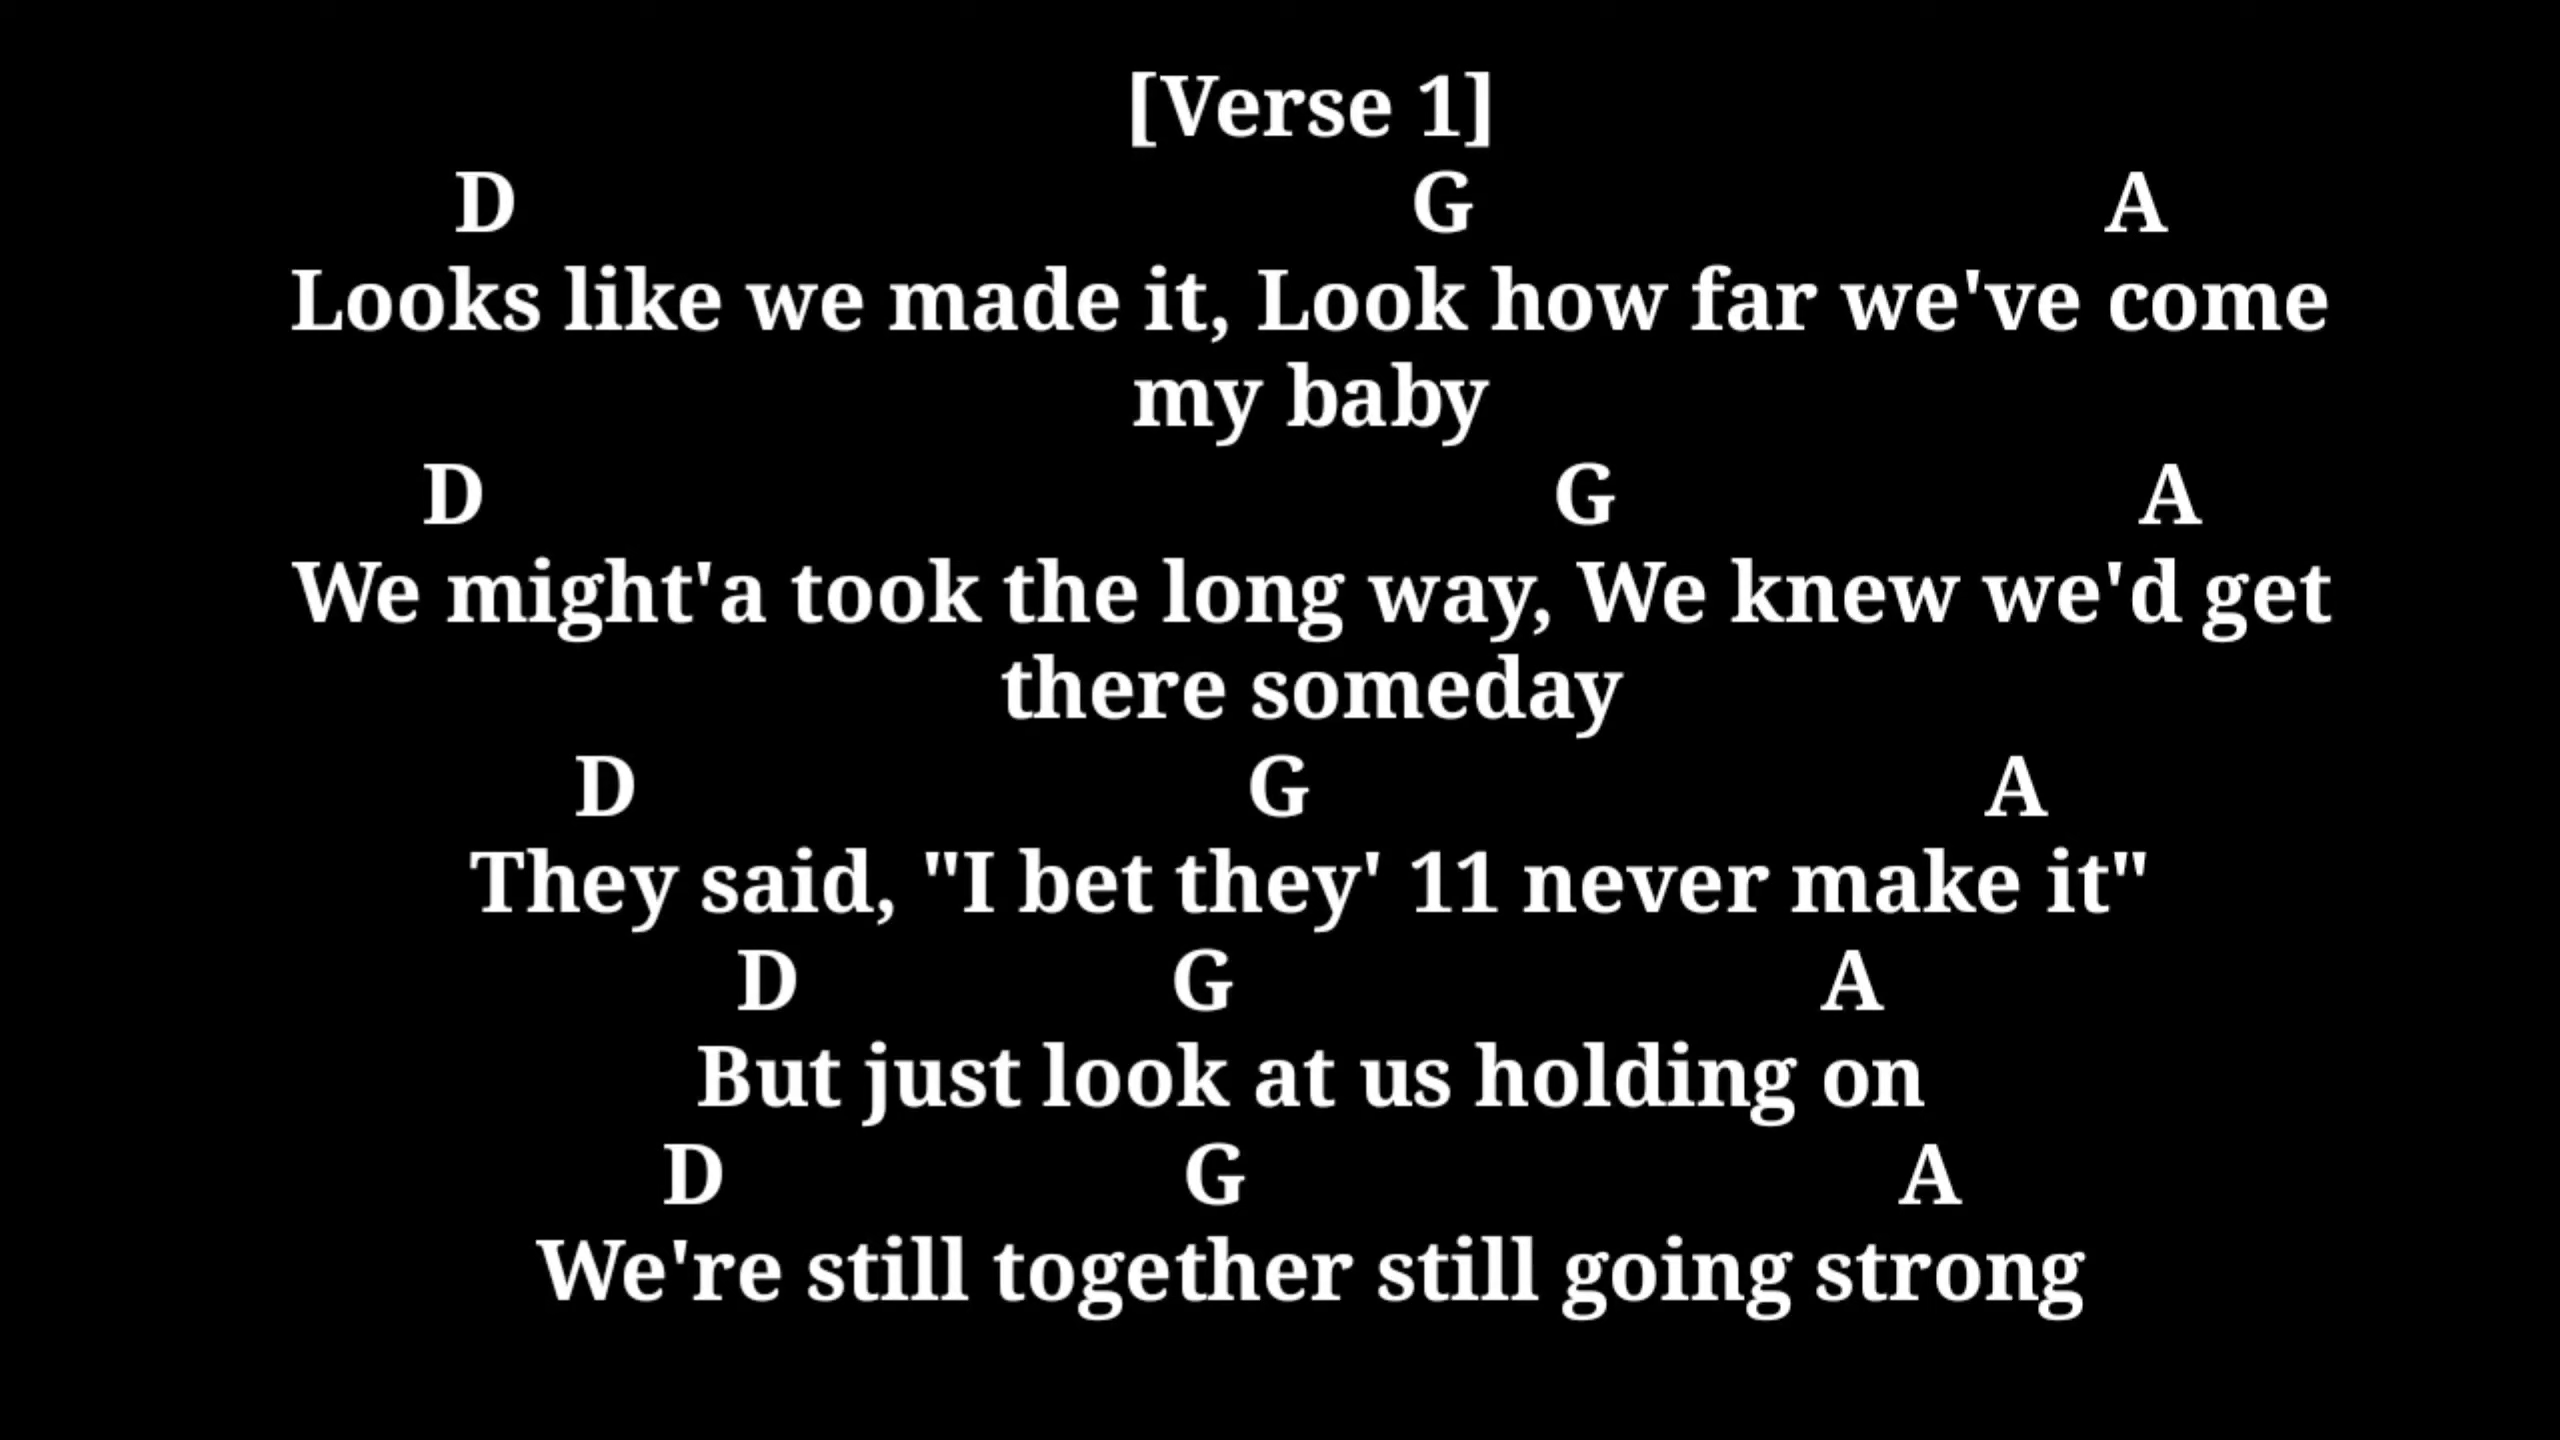 [Verse 1]
D G A
Looks like we made it, Look how far we've come
my baby
D G A
We might'a took the long way, We knew we'd get
there someday
D G A
They said, "I bet they' 11 never make it"
D G A
But just look at us holding on
D G A
We're still together still going strong